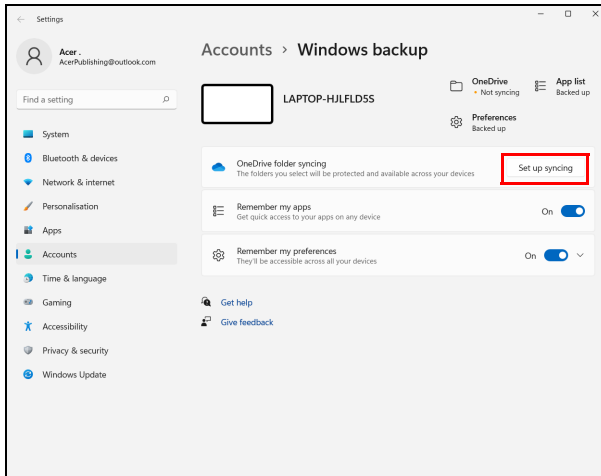 Settings
Acer .
AcerPublishing@outlook.com
Find a setting
System
Bluetooth & devices
Network & internet
Personalisation
Apps
Accounts
Time & language
Gaming
Accessibility
Privacy & security
Windows Update
Accounts > Windows backup
LAPTOP-HJLFLD5S
OneDrive
• Not syncing
App list
Backed up
Preferences
Backed up
OneDrive folder syncing
The folders you select will be protected and available across your devices
Set up syncing
Remember my apps
Get quick access to your apps on any device
On
Remember my preferences
They'll be accessible across all your devices
On
Get help
Give feedback